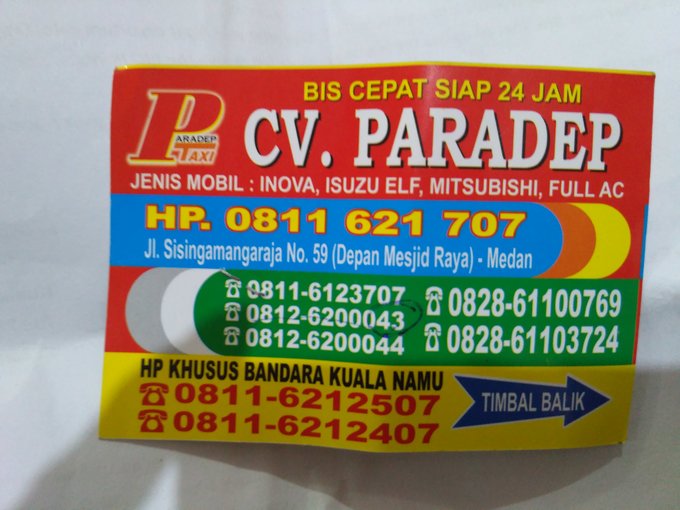 BIS CEPAT SIAP 24 JAM
PARADEP
TAXI
CV. PARADEP
JENIS MOBIL : INOVA, ISUZU ELF, MITSUBISHI, FULL AC
HP. 0811 621 707
Jl. Sisingamangaraja No. 59 (Depan Mesjid Raya) - Medan
☎0811-6123707 ☎0828-61100769
☎0812-6200043
☎0812-6200044 ☎0828-61103724
HP KHUSUS BANDARA KUALA NAMU
☎0811-6212507
☎0811-6212407
TIMBAL BALIK